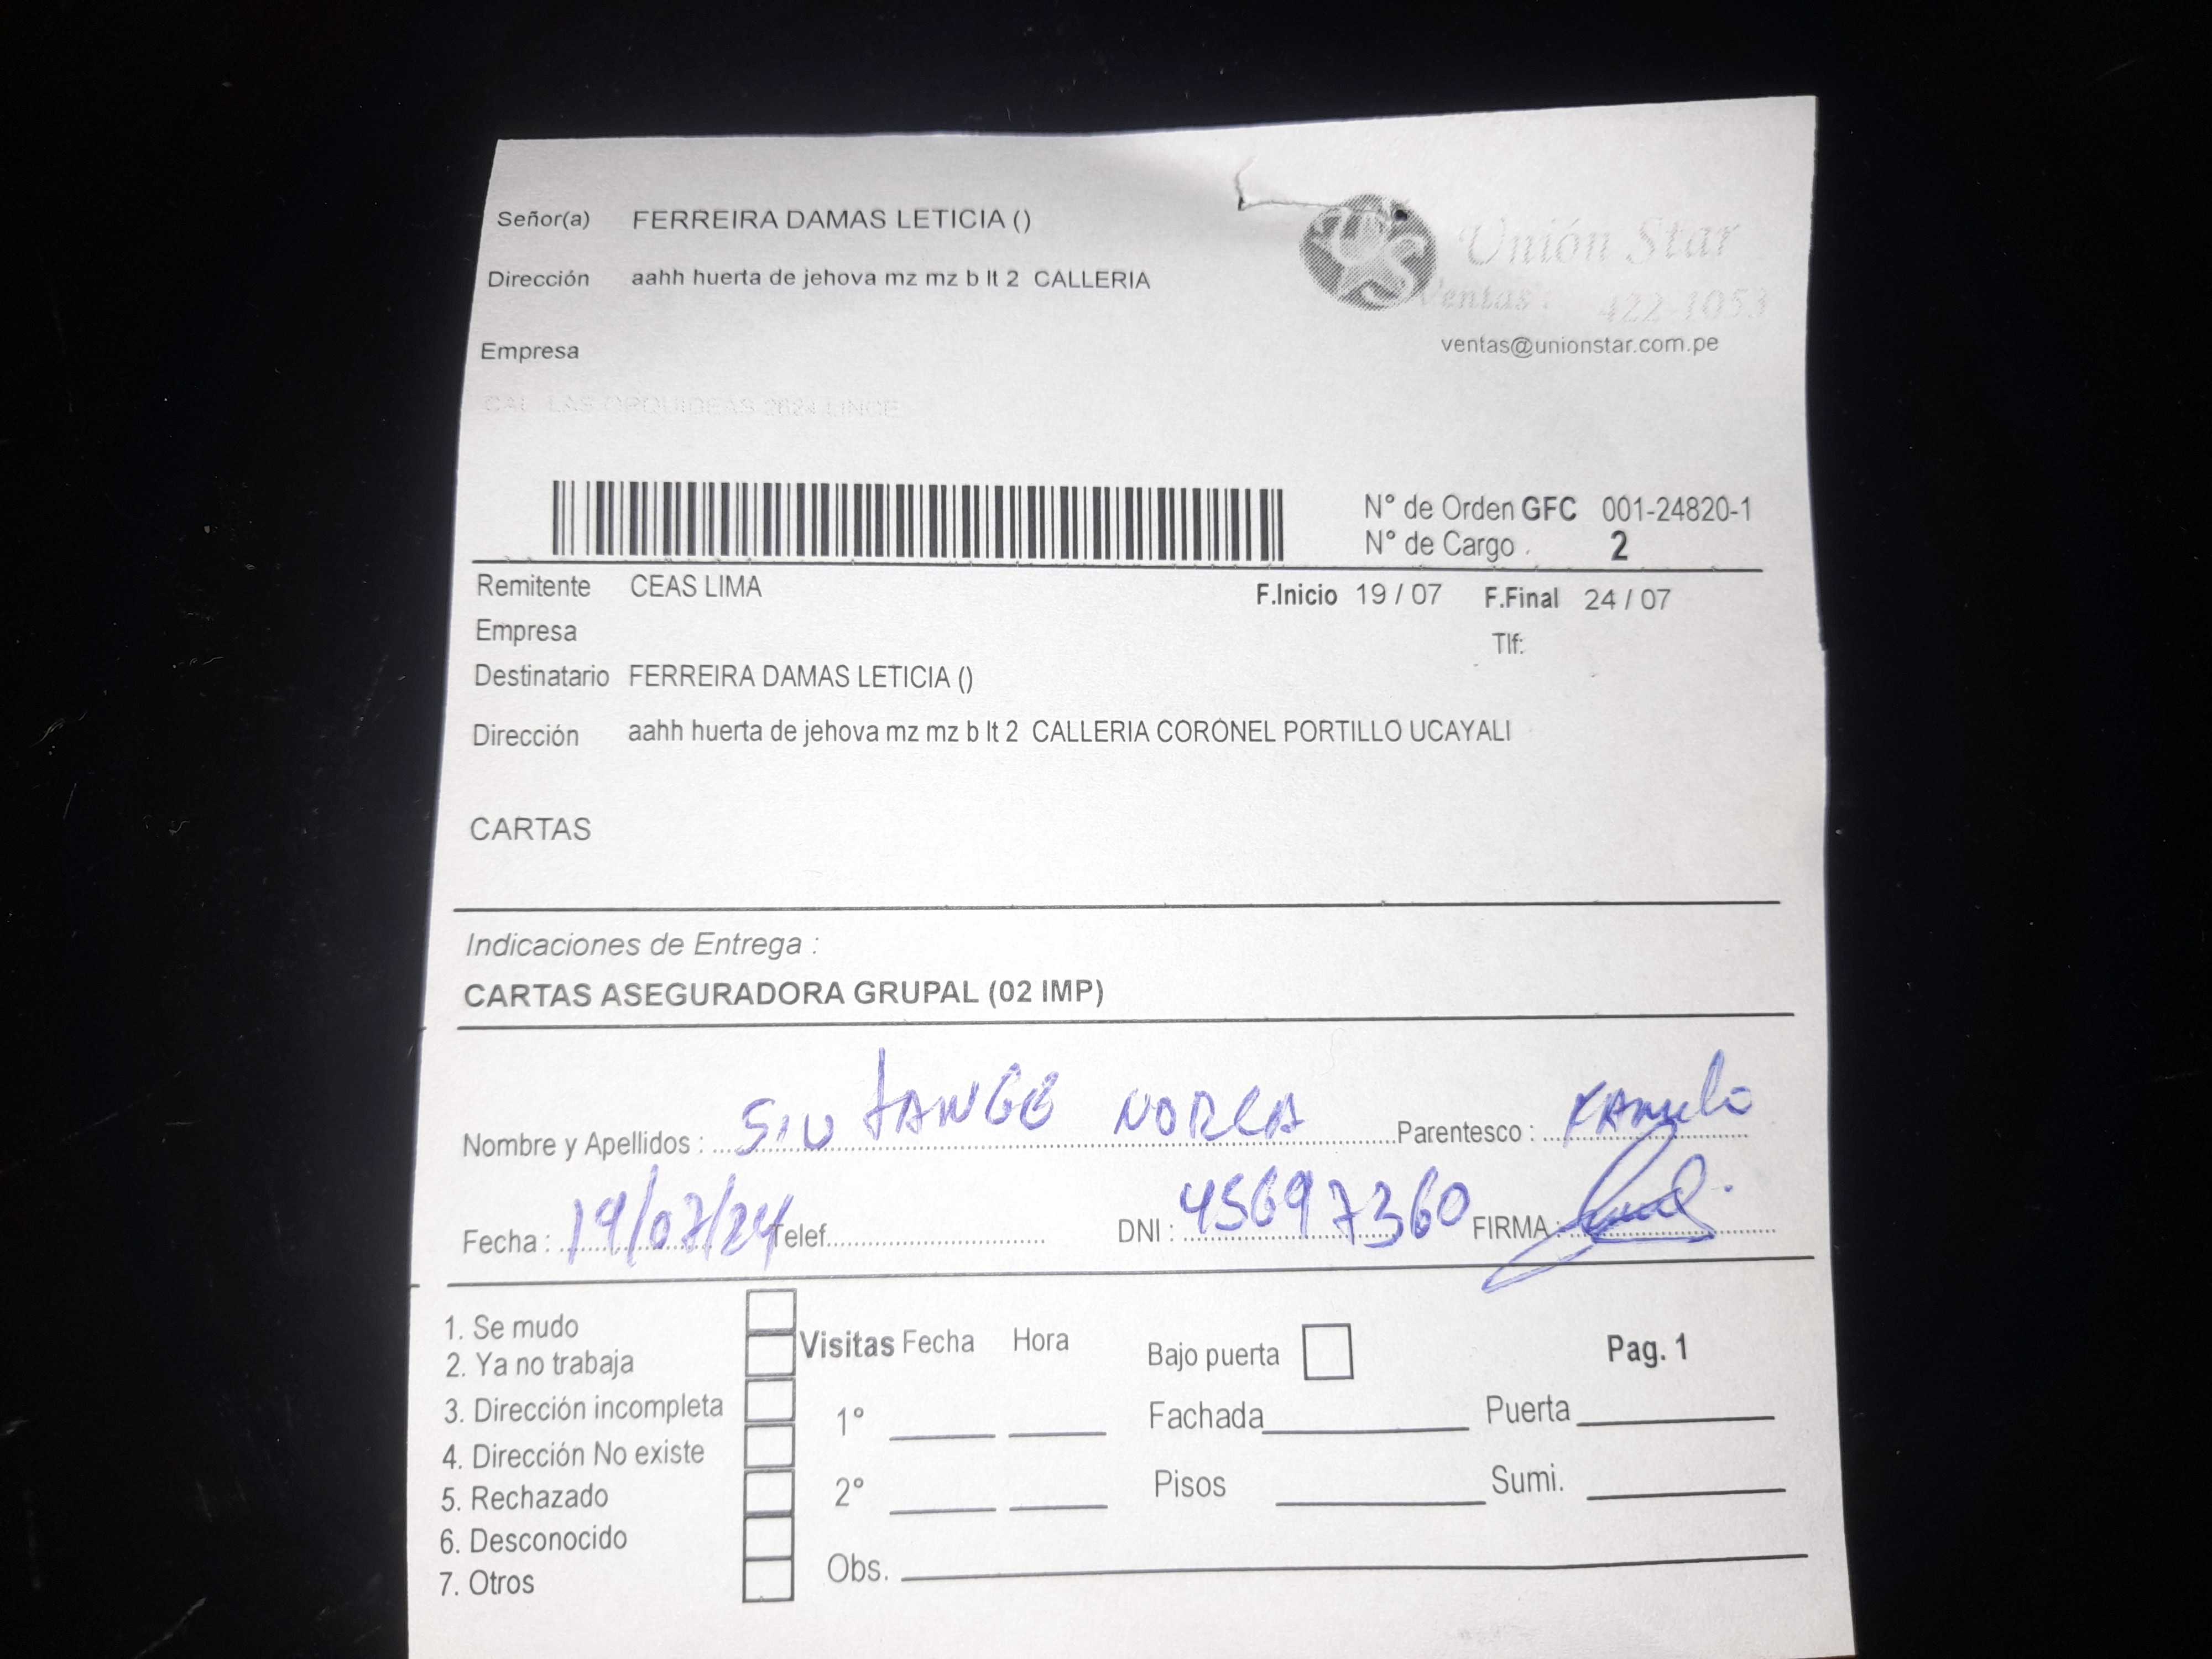 Señor(a) FERREIRA DAMAS LETICIA ()
Unión Star
Dirección aahh huerta de jehova mz mz b lt 2 CALLERIA
Ventas: 422-1053
Empresa
ventas@unionstar.com.pe
CAL LAS ORQUIDEAS 2624 LINCE
N° de Orden GFC 001-24820-1
N° de Cargo . 2
Remitente CEAS LIMA F.Inicio 19 / 07 F.Final 24 / 07
Empresa Tlf:
Destinatario FERREIRA DAMAS LETICIA ()
Dirección aahh huerta de jehova mz mz b lt 2 CALLERIA CORONEL PORTILLO UCAYALI
CARTAS
Indicaciones de Entrega :
CARTAS ASEGURADORA GRUPAL (02 IMP)
Nombre y Apellidos : NORCA Parentesco :
Fecha : 19/07/24 Telef. DNI : 45697360 FIRMA :
1. Se mudo
2. Ya no trabaja
3. Dirección incompleta
4. Dirección No existe
5. Rechazado
6. Desconocido
7. Otros
Visitas Fecha Hora
1°
2°
Obs.
Bajo puerta Pag. 1
Fachada Puerta
Pisos Sumi.